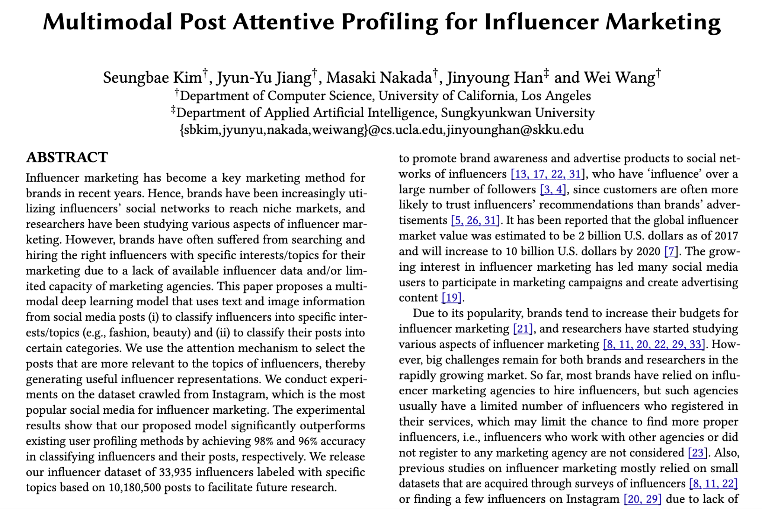 Multimodal Post Attentive Profiling for Influencer Marketing
Seungbae Kim†, Jyun-Yu Jiang†, Masaki Nakada†, Jinyoung Han‡ and Wei Wang†
†Department of Computer Science, University of California, Los Angeles
‡Department of Applied Artificial Intelligence, Sungkyunkwan University
{sbkim,jyunyu,nakada,weiwang}@cs.ucla.edu,jinyounghan@skku.edu
ABSTRACT
Influencer marketing has become a key marketing method for
brands in recent years. Hence, brands have been increasingly uti-
lizing influencers' social networks to reach niche markets, and
researchers have been studying various aspects of influencer mar-
keting. However, brands have often suffered from searching and
hiring the right influencers with specific interests/topics for their
marketing due to a lack of available influencer data and/or lim-
ited capacity of marketing agencies. This paper proposes a multi-
modal deep learning model that uses text and image information
from social media posts (i) to classify influencers into specific inter-
ests/topics (e.g., fashion, beauty) and (ii) to classify their posts into
certain categories. We use the attention mechanism to select the
posts that are more relevant to the topics of influencers, thereby
generating useful influencer representations. We conduct experi-
ments on the dataset crawled from Instagram, which is the most
popular social media for influencer marketing. The experimental
results show that our proposed model significantly outperforms
existing user profiling methods by achieving 98% and 96% accuracy
in classifying influencers and their posts, respectively. We release
our influencer dataset of 33,935 influencers labeled with specific
topics based on 10,180,500 posts to facilitate future research.
to promote brand awareness and advertise products to social net-
works of influencers [13, 17, 22, 31], who have 'influence' over a
large number of followers [3, 4], since customers are often more
likely to trust influencers' recommendations than brands' adver-
tisements [5, 26, 31]. It has been reported that the global influencer
market value was estimated to be 2 billion U.S. dollars as of 2017
and will increase to 10 billion U.S. dollars by 2020 [7]. The grow-
ing interest in influencer marketing has led many social media
users to participate in marketing campaigns and create advertising
content [19].
Due to its popularity, brands tend to increase their budgets for
influencer marketing [21], and researchers have started studying
various aspects of influencer marketing [8, 11, 20, 22, 29, 33]. How-
ever, big challenges remain for both brands and researchers in the
rapidly growing market. So far, most brands have relied on influ-
encer marketing agencies to hire influencers, but such agencies
usually have a limited number of influencers who registered in
their services, which may limit the chance to find more proper
influencers, i.e., influencers who work with other agencies or did
not register to any marketing agency are not considered [23]. Also,
previous studies on influencer marketing mostly relied on small
datasets that are acquired through surveys of influencers [8, 11, 22]
or finding a few influencers on Instagram [20, 29] due to lack of